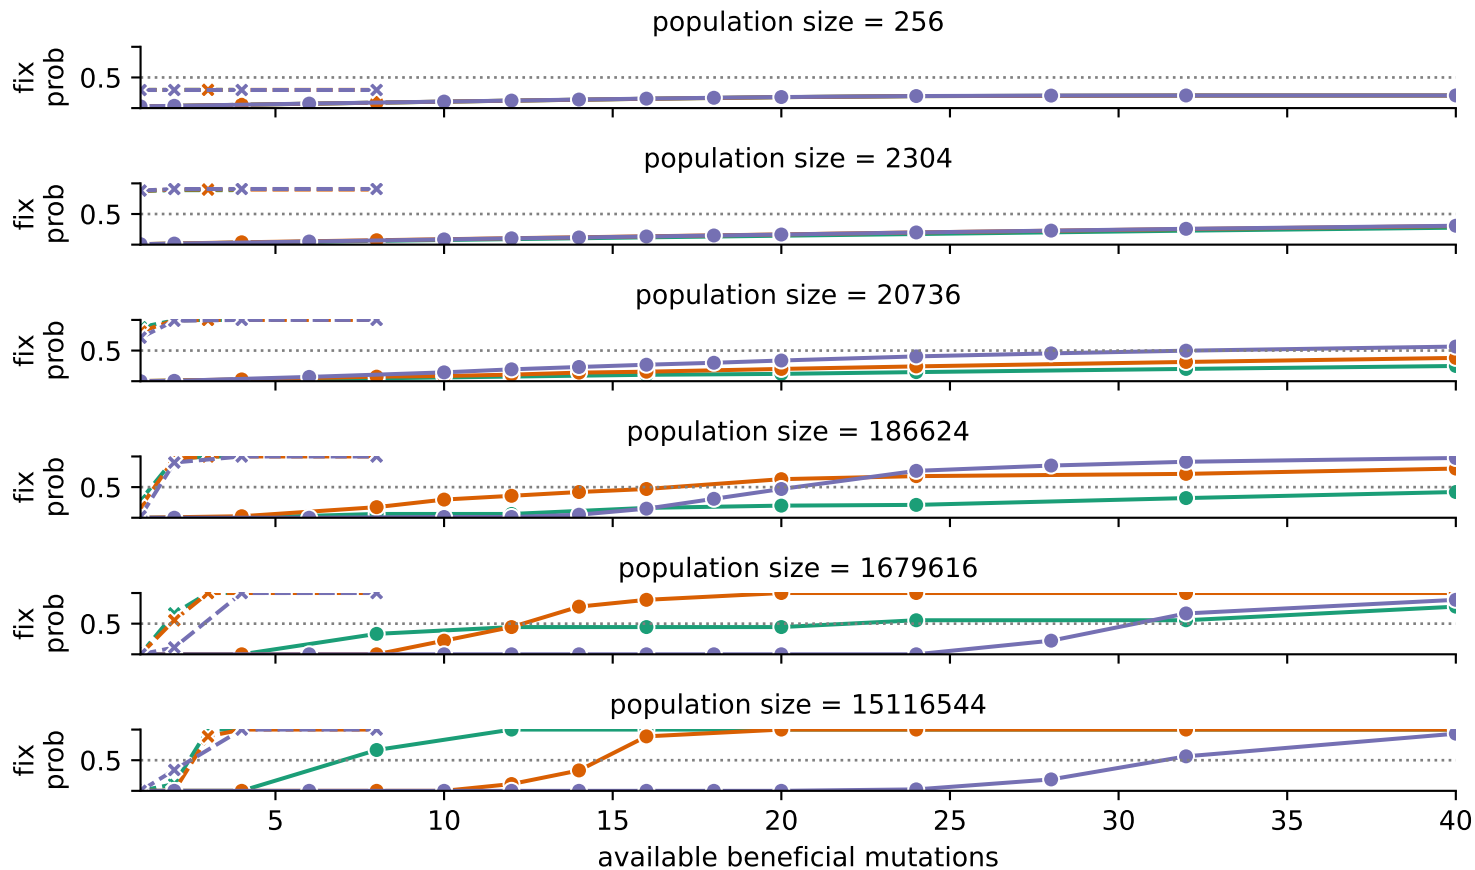 population size = 256
fix
prob
0.5
population size = 2304
fix
prob
0.5
population size = 20736
fix
prob
0.5
population size = 186624
fix
prob
0.5
population size = 1679616
fix
prob
0.5
population size = 15116544
fix
prob
0.5
5 10 15 20 25 30 35 40
available beneficial mutations